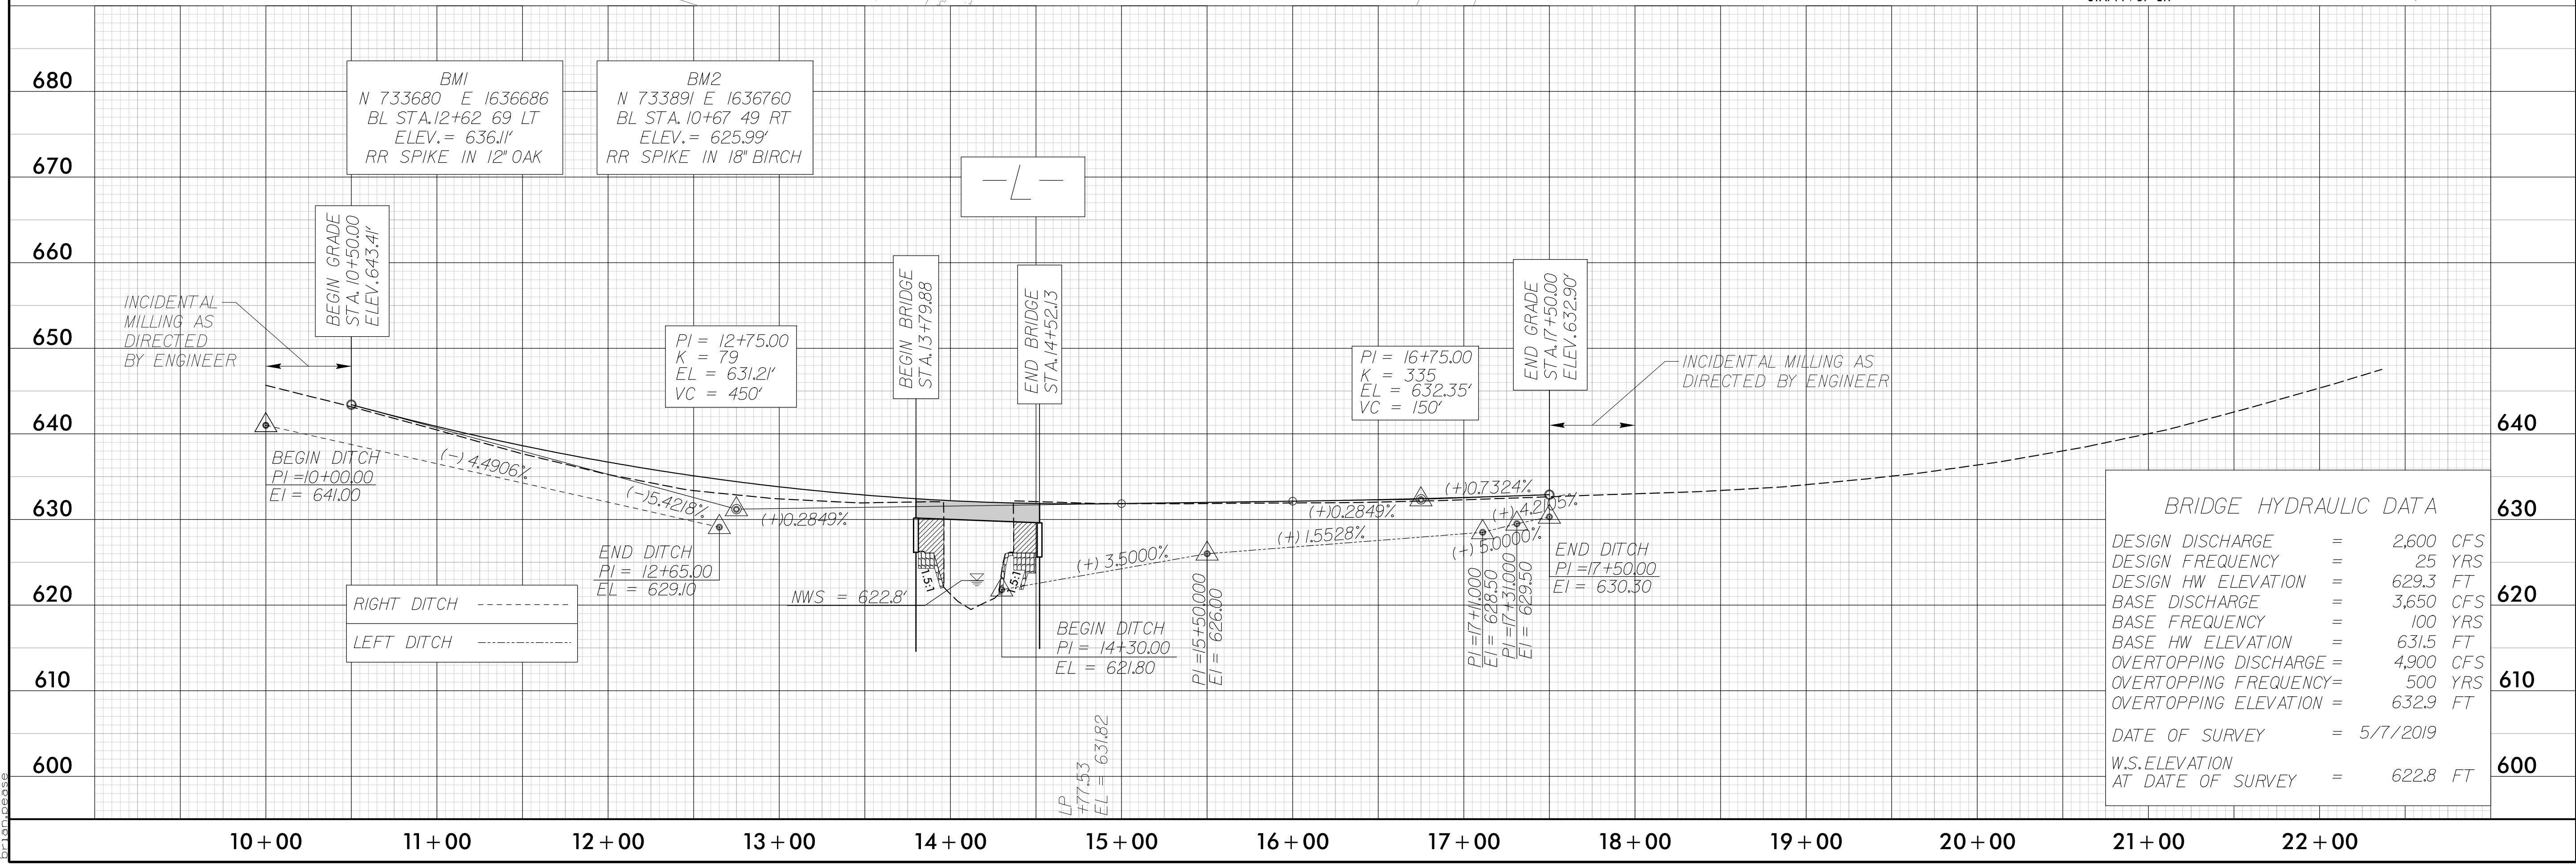 680
670
660
650
640
630
620
610
600
BM1
N 733680 E 1636686
BL STA.12+62 69 LT
ELEV.= 636.11'
RR SPIKE IN 12" OAK
BM2
N 733891 E 1636760
BL STA.10+67 49 RT
ELEV.= 625.99'
RR SPIKE IN 18" BIRCH
-L-
BEGIN GRADE
STA. 10+50.00
ELEV.643.41'
INCIDENTAL
MILLING AS
DIRECTED
BY ENGINEER
PI = 12+75.00
K = 79
EL = 631.21'
VC = 450'
BEGIN BRIDGE
STA.13+79.88
END BRIDGE
STA.14+52.13
PI = 16+75.00
K = 335
EL = 632.35'
VC = 150'
END GRADE
STA.17+50.00
ELEV.632.90'
INCIDENTAL MILLING AS
DIRECTED BY ENGINEER
BEGIN DITCH
PI =10+00.00
EI = 641.00
(-) 4.4906%
(-)5.4218%
(+)0.2849%
(+)0.2849%
(+)0.7324%
(+) 3.5000%
(+) 1.5528%
(-) 5.0000%
END DITCH
PI = 12+65.00
EL = 629.10
RIGHT DITCH
LEFT DITCH
NWS = 622.8'
1.5:1
1.5:1
BEGIN DITCH
PI = 14+30.00
EL = 621.80
PI =15+50.000
EI = 626.00
PI =17+11.000
EI = 628.50
PI =17+31.000
EI = 629.50
END DITCH
PI =17+50.00
EI = 630.30
LP
+77.53
EL = 631.82
640
630
620
610
600
BRIDGE HYDRAULIC DATA
DESIGN DISCHARGE = 2,600 CFS
DESIGN FREQUENCY = 25 YRS
DESIGN HW ELEVATION = 629.3 FT
BASE DISCHARGE = 3,650 CFS
BASE FREQUENCY = 100 YRS
BASE HW ELEVATION = 631.5 FT
OVERTOPPING DISCHARGE = 4,900 CFS
OVERTOPPING FREQUENCY= 500 YRS
OVERTOPPING ELEVATION = 632.9 FT
DATE OF SURVEY = 5/7/2019
W.S.ELEVATION
AT DATE OF SURVEY = 622.8 FT
10+00
11+00
12+00
13+00
14+00
15+00
16+00
17+00
18+00
19+00
20+00
21+00
22+00
brian.pease